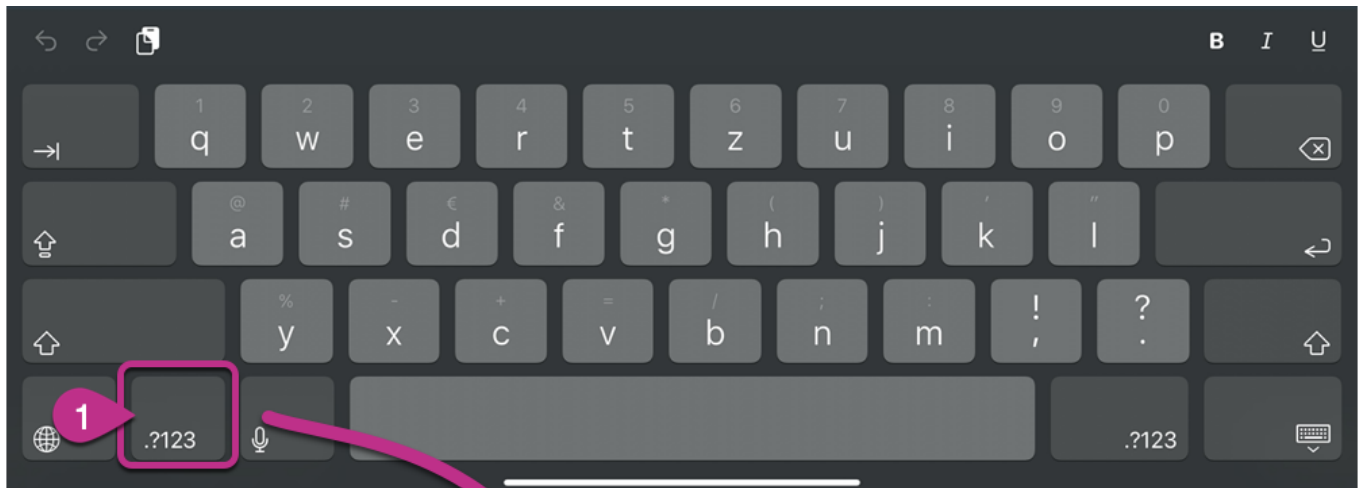 B I U
1 2 3 4 5 6 7 8 9 0
q w e r t z u i o p
@ # € & * ( ) ' "
a s d f g h j k l
% - + = / ; : ! ?
y x c v b n m , .
1 .?123 .?123